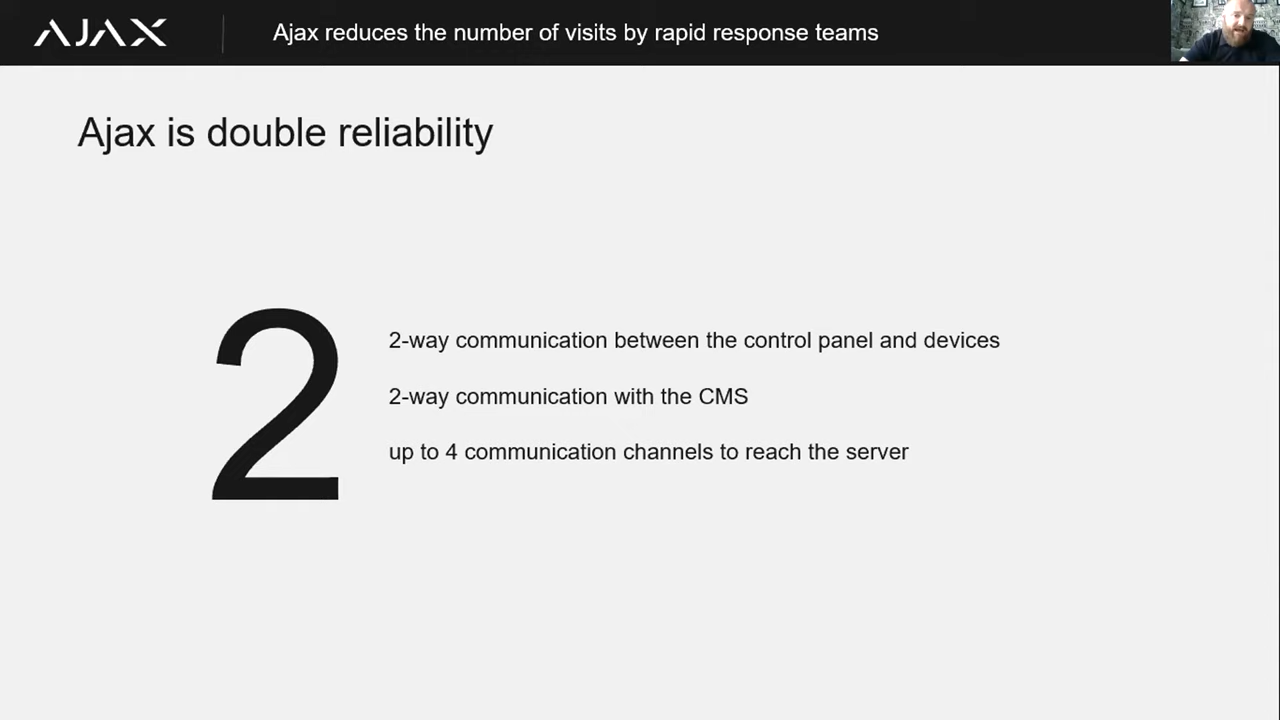 AJAX
Ajax reduces the number of visits by rapid response teams
Ajax is double reliability
2
2-way communication between the control panel and devices
2-way communication with the CMS
up to 4 communication channels to reach the server